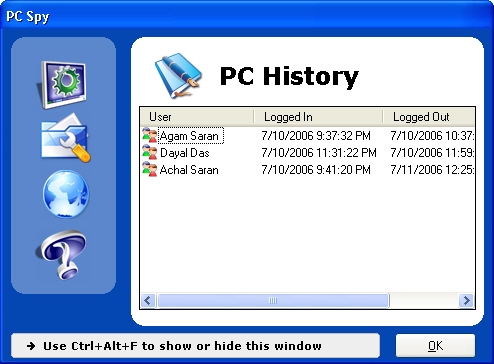 PC Spy
PC History
User Logged In Logged Out
Agam Saran 7/10/2006 9:37:32 PM 7/10/2006 10:37:
Dayal Das 7/10/2006 11:31:22 PM 7/10/2006 11:59:
Achal Saran 7/10/2006 9:41:20 PM 7/11/2006 12:25:
→ Use Ctrl+Alt+F to show or hide this window
OK